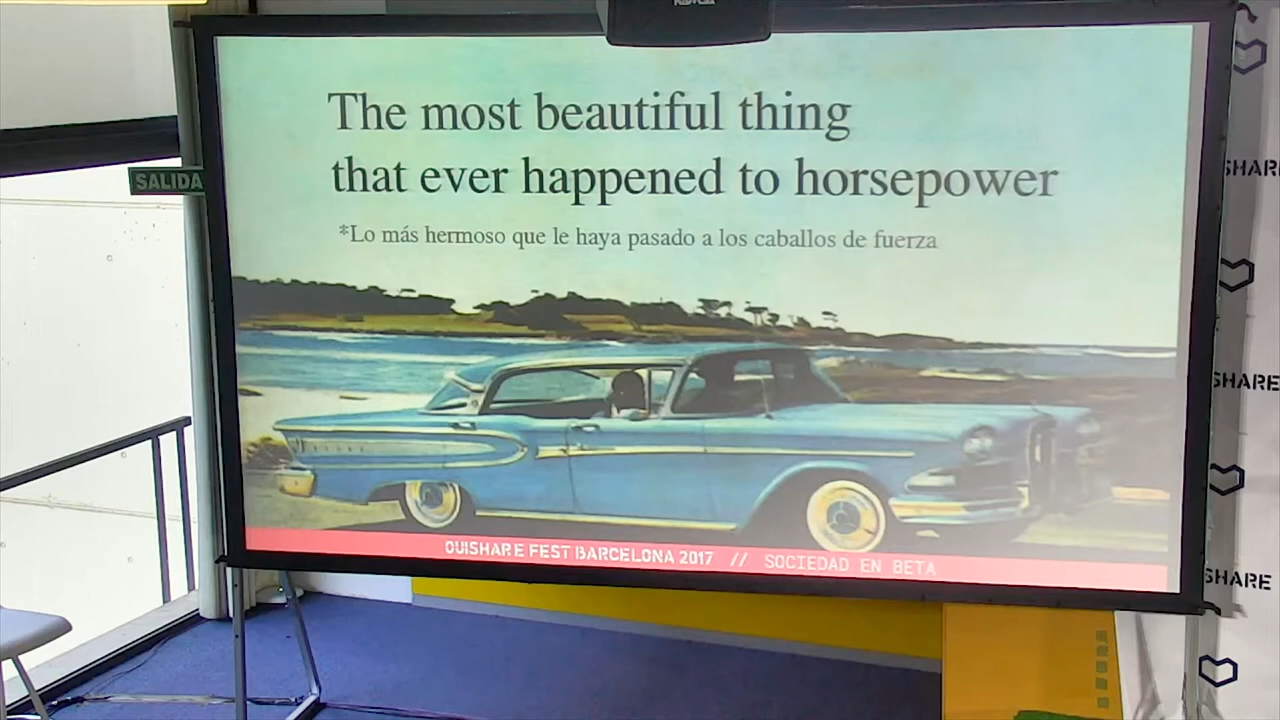 The most beautiful thing
that ever happened to horsepower
*Lo más hermoso que le haya pasado a los caballos de fuerza
SALIDA
OUISHARE FEST BARCELONA 2017 // SOCIEDAD EN BETA
SHARE
SHARE
SHARE